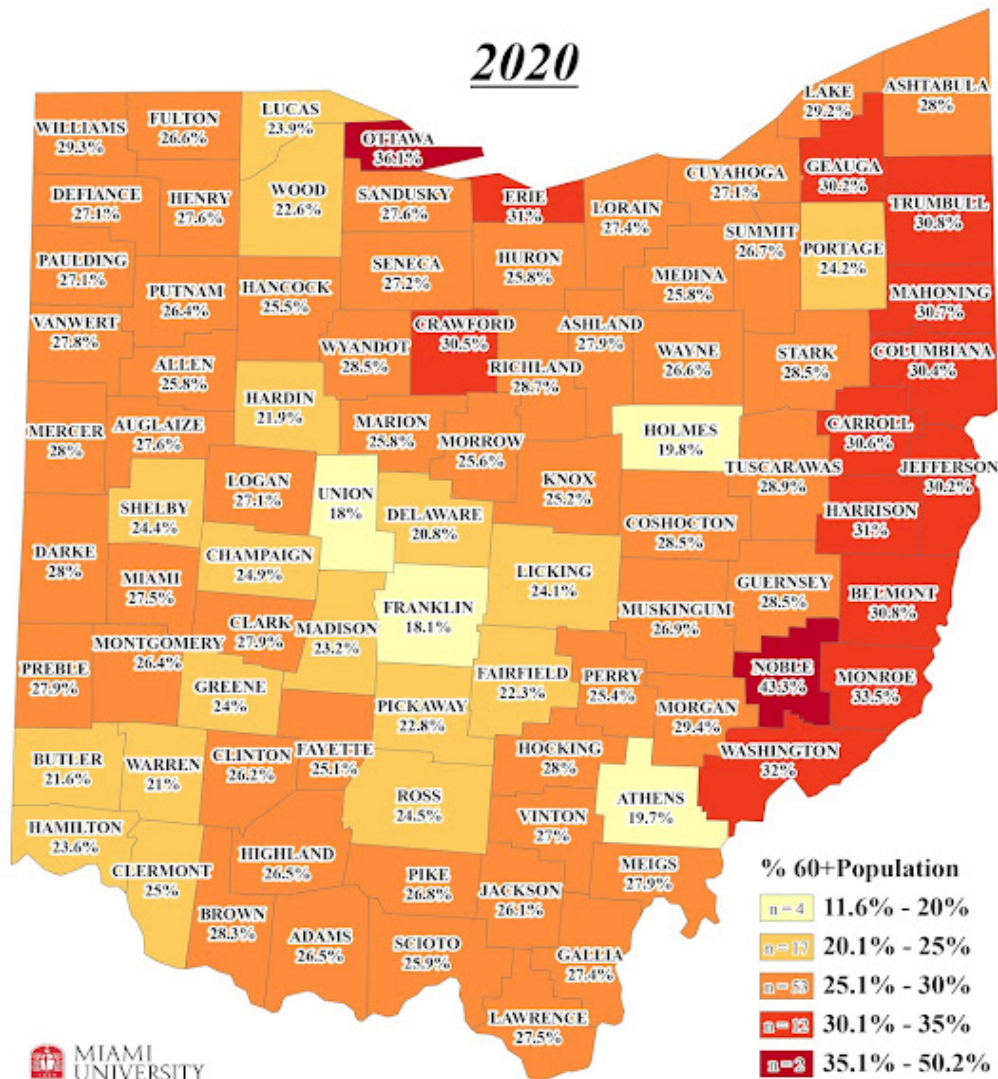 2020
WILLIAMS
29.3%
FULTON
26.6%
LUCAS
23.9%
OTTAWA
36.1%
LAKE
29.2%
ASHTABULA
28%
GEAUGA
30.2%
CUYAHOGA
27.1%
DEFIANCE
27.1%
HENRY
27.6%
WOOD
22.6%
SANDUSKY
27.6%
ERIE
31%
LORAIN
27.4%
TRUMBULL
30.8%
SUMMIT
26.7%
PORTAGE
24.2%
PAULDING
27.1%
PUTNAM
26.4%
HANCOCK
25.5%
SENECA
27.2%
HURON
25.8%
MEDINA
25.8%
MAHONING
30.7%
VANWERT
27.8%
ALLEN
25.8%
WYANDOT
28.5%
CRAWFORD
30.5%
RICHLAND
28.7%
ASHLAND
27.9%
WAYNE
26.6%
STARK
28.5%
COLUMBIANA
30.4%
HARDIN
21.9%
MERCER
28%
AUGLAIZE
27.6%
MARION
25.8%
MORROW
25.6%
HOLMES
19.8%
CARROLL
30.6%
TUSCARAWAS
28.9%
JEFFERSON
30.2%
LOGAN
27.1%
UNION
18%
KNOX
25.2%
SHELBY
24.4%
DELAWARE
20.8%
COSHOCTON
28.5%
HARRISON
31%
DARKE
28%
CHAMPAIGN
24.9%
MIAMI
27.5%
LICKING
24.1%
GUERNSEY
28.5%
BELMONT
30.8%
FRANKLIN
18.1%
MUSKINGUM
26.9%
CLARK
27.9%
MADISON
23.2%
MONTGOMERY
26.4%
PREBLE
27.9%
GREENE
24%
FAIRFIELD
22.3%
PERRY
25.4%
NOBLE
43.3%
MONROE
33.5%
PICKAWAY
22.8%
MORGAN
29.4%
WASHINGTON
32%
BUTLER
21.6%
WARREN
21%
CLINTON
26.2%
FAYETTE
25.1%
HOCKING
28%
ROSS
24.5%
ATHENS
19.7%
VINTON
27%
HAMILTON
23.6%
CLERMONT
25%
HIGHLAND
26.5%
PIKE
26.8%
JACKSON
26.1%
MEIGS
27.9%
BROWN
28.3%
ADAMS
26.5%
SCIOTO
25.9%
GALLIA
27.4%
LAWRENCE
27.5%
% 60+Population
n = 4 11.6% - 20%
n = 17 20.1% - 25%
n = 53 25.1% - 30%
n = 12 30.1% - 35%
n = 2 35.1% - 50.2%
MIAMI
UNIVERSITY